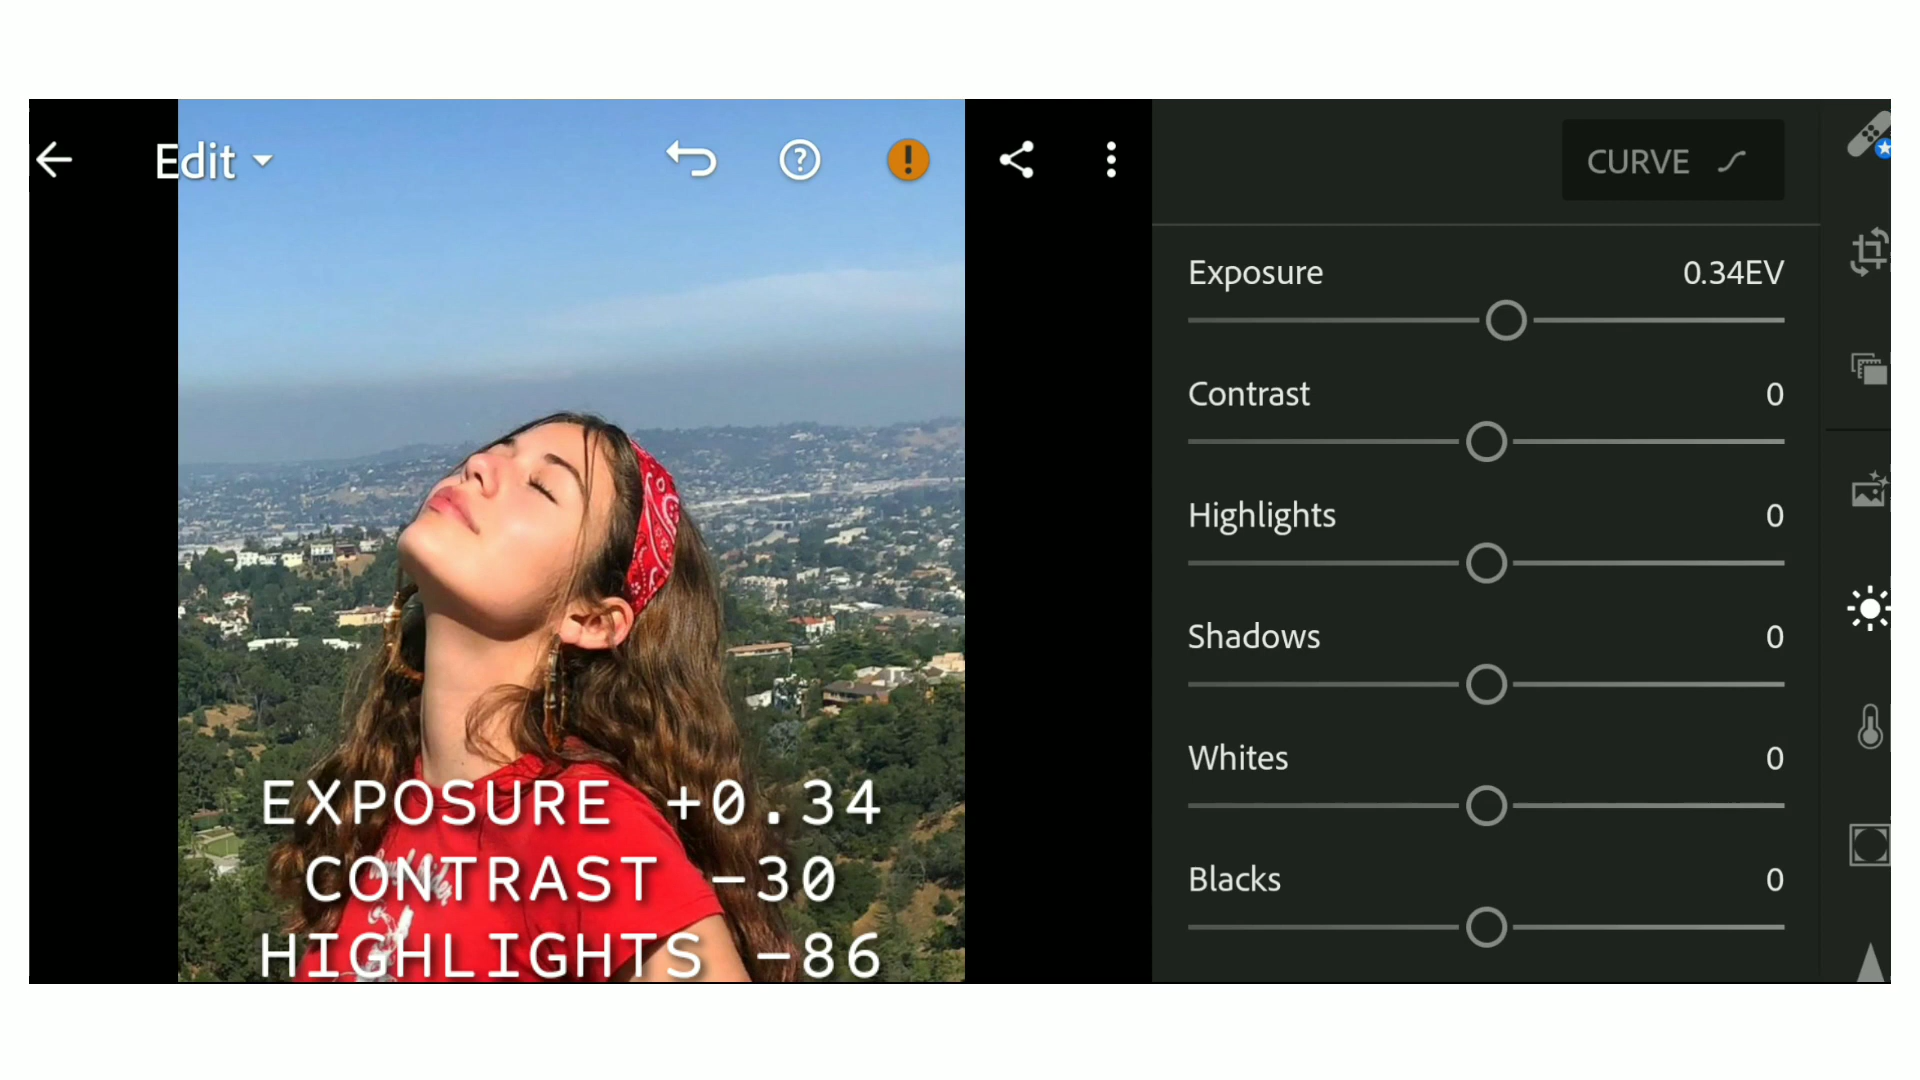 Edit
CURVE
Exposure 0.34EV
Contrast 0
Highlights 0
Shadows 0
Whites 0
Blacks 0
EXPOSURE +0.34
CONTRAST −30
HIGHLIGHTS −86